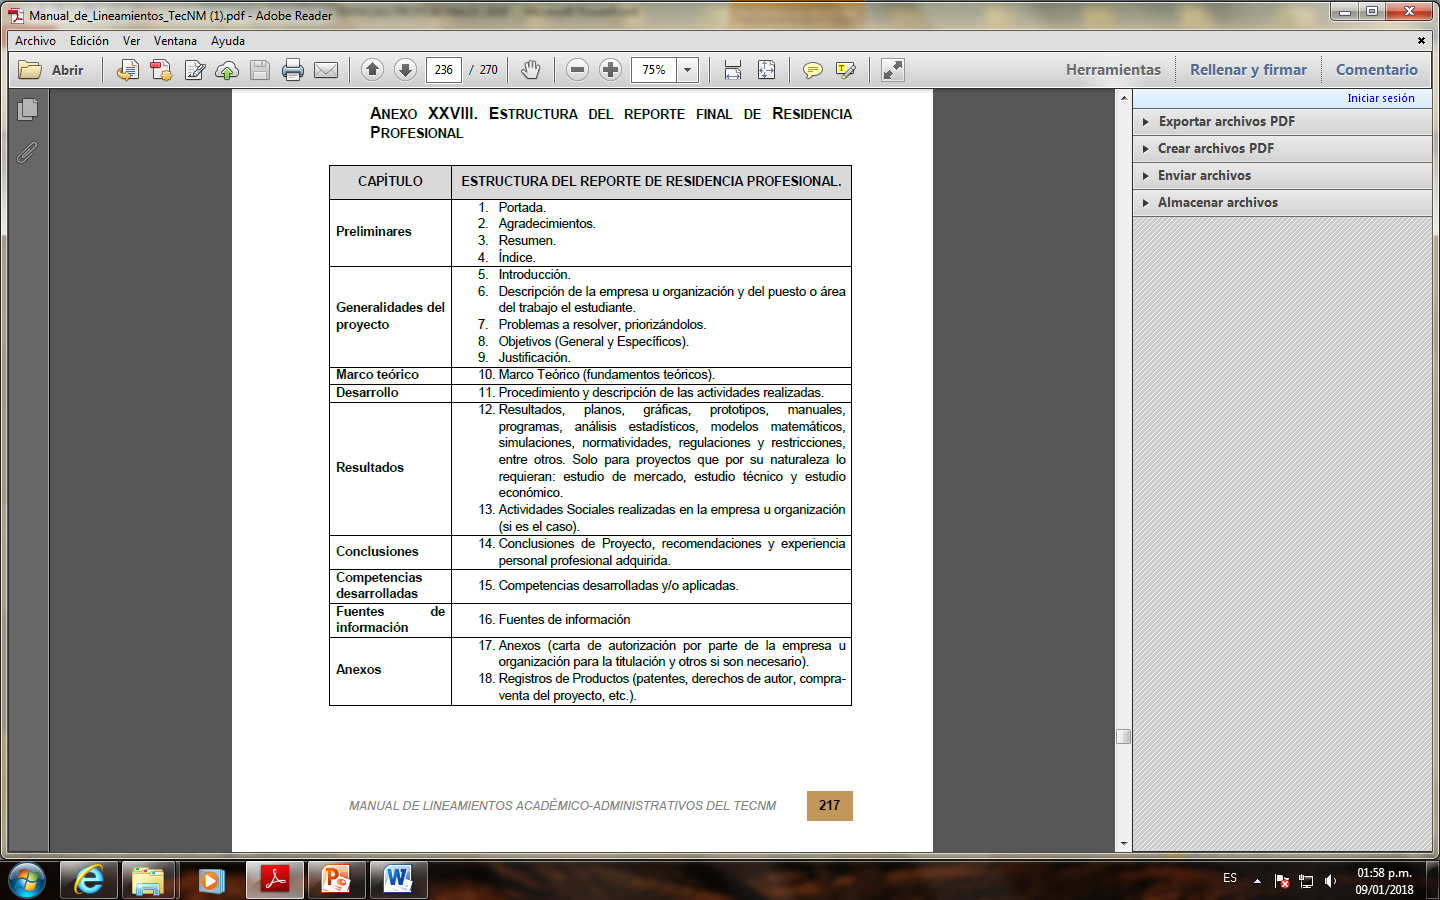 Manual_de_Lineamientos_TecNM (1).pdf - Adobe Reader
Archivo Edición Ver Ventana Ayuda
Abrir 236 / 270 75% Herramientas Rellenar y firmar Comentario
Iniciar sesión
Exportar archivos PDF
Crear archivos PDF
Enviar archivos
Almacenar archivos
ANEXO XXVIII. ESTRUCTURA DEL REPORTE FINAL DE RESIDENCIA
PROFESIONAL
CAPÍTULO ESTRUCTURA DEL REPORTE DE RESIDENCIA PROFESIONAL.
Preliminares
1. Portada.
2. Agradecimientos.
3. Resumen.
4. Índice.
Generalidades del
proyecto
5. Introducción.
6. Descripción de la empresa u organización y del puesto o área
del trabajo el estudiante.
7. Problemas a resolver, priorizándolos.
8. Objetivos (General y Específicos).
9. Justificación.
Marco teórico 10. Marco Teórico (fundamentos teóricos).
Desarrollo 11. Procedimiento y descripción de las actividades realizadas.
Resultados
12. Resultados, planos, gráficas, prototipos, manuales,
programas, análisis estadísticos, modelos matemáticos,
simulaciones, normatividades, regulaciones y restricciones,
entre otros. Solo para proyectos que por su naturaleza lo
requieran: estudio de mercado, estudio técnico y estudio
económico.
13. Actividades Sociales realizadas en la empresa u organización
(si es el caso).
Conclusiones
14. Conclusiones de Proyecto, recomendaciones y experiencia
personal profesional adquirida.
Competencias
desarrolladas
15. Competencias desarrolladas y/o aplicadas.
Fuentes de
información
16. Fuentes de información
Anexos
17. Anexos (carta de autorización por parte de la empresa u
organización para la titulación y otros si son necesario).
18. Registros de Productos (patentes, derechos de autor, compra-
venta del proyecto, etc.).
MANUAL DE LINEAMIENTOS ACADÉMICO-ADMINISTRATIVOS DEL TECNM 217
ES
01:58 p.m.
09/01/2018